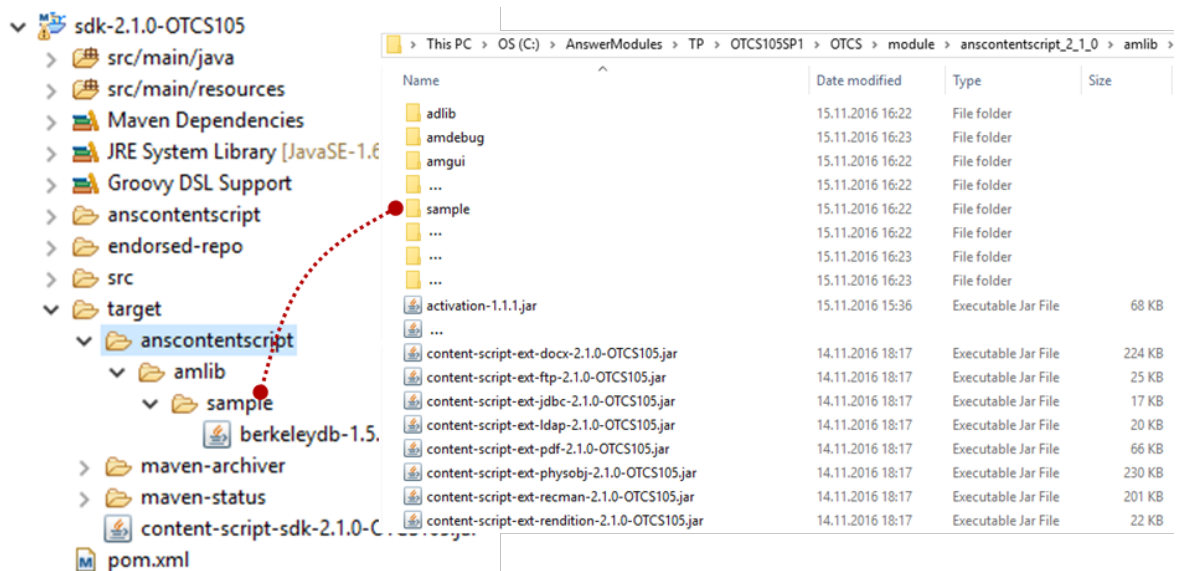 sdk-2.1.0-OTCS105
src/main/java
src/main/resources
Maven Dependencies
JRE System Library [JavaSE-1.6
Groovy DSL Support
anscontentscript
endorsed-repo
src
target
anscontentscript
amlib
sample
berkeleydb-1.5.
maven-archiver
maven-status
content-script-sdk-2.1.0-OTCS105.jar
pom.xml
> This PC > OS (C:) > AnswerModules > TP > OTCS105SP1 > OTCS > module > anscontentscript_2_1_0 > amlib >
Name Date modified Type Size
adlib 15.11.2016 16:22 File folder
amdebug 15.11.2016 16:23 File folder
amgui 15.11.2016 16:22 File folder
... 15.11.2016 16:22 File folder
sample 15.11.2016 16:22 File folder
... 15.11.2016 16:22 File folder
... 15.11.2016 16:23 File folder
... 15.11.2016 16:23 File folder
activation-1.1.1.jar 15.11.2016 15:36 Executable Jar File 68 KB
...
content-script-ext-docx-2.1.0-OTCS105.jar 14.11.2016 18:17 Executable Jar File 224 KB
content-script-ext-ftp-2.1.0-OTCS105.jar 14.11.2016 18:17 Executable Jar File 25 KB
content-script-ext-jdbc-2.1.0-OTCS105.jar 14.11.2016 18:17 Executable Jar File 17 KB
content-script-ext-ldap-2.1.0-OTCS105.jar 14.11.2016 18:17 Executable Jar File 20 KB
content-script-ext-pdf-2.1.0-OTCS105.jar 14.11.2016 18:17 Executable Jar File 66 KB
content-script-ext-physobj-2.1.0-OTCS105.jar 14.11.2016 18:17 Executable Jar File 230 KB
content-script-ext-recman-2.1.0-OTCS105.jar 14.11.2016 18:17 Executable Jar File 201 KB
content-script-ext-rendition-2.1.0-OTCS105.jar 14.11.2016 18:17 Executable Jar File 22 KB